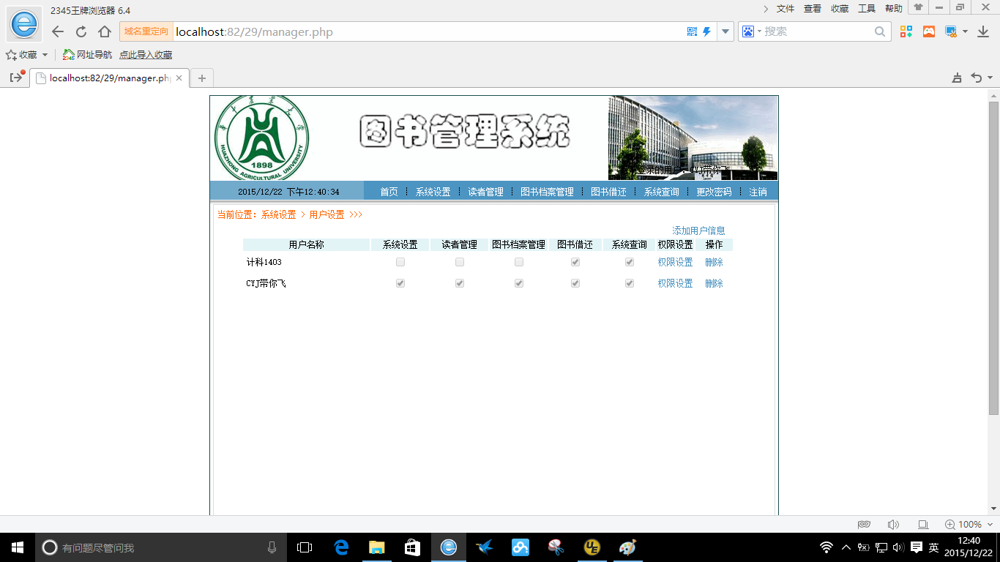 2345王牌浏览器 6.4
文件 查看 收藏 工具 帮助
域名重定向 localhost:82/29/manager.php
搜索
收藏 网址导航 点此导入收藏
localhost:82/29/manager.ph
HUAZHONG AGRICULTURAL UNIVERSITY
1898
图书管理系统
登录的用户：CYJ带你飞
2015/12/22 下午12:40:34
首页 系统设置 读者管理 图书档案管理 图书借还 系统查询 更改密码 注销
当前位置：系统设置 > 用户设置 >>>
添加用户信息
用户名称 系统设置 读者管理 图书档案管理 图书借还 系统查询 权限设置 操作
计科1403 权限设置 删除
CYJ带你飞 权限设置 删除
100%
有问题尽管问我
英
12:40
2015/12/22